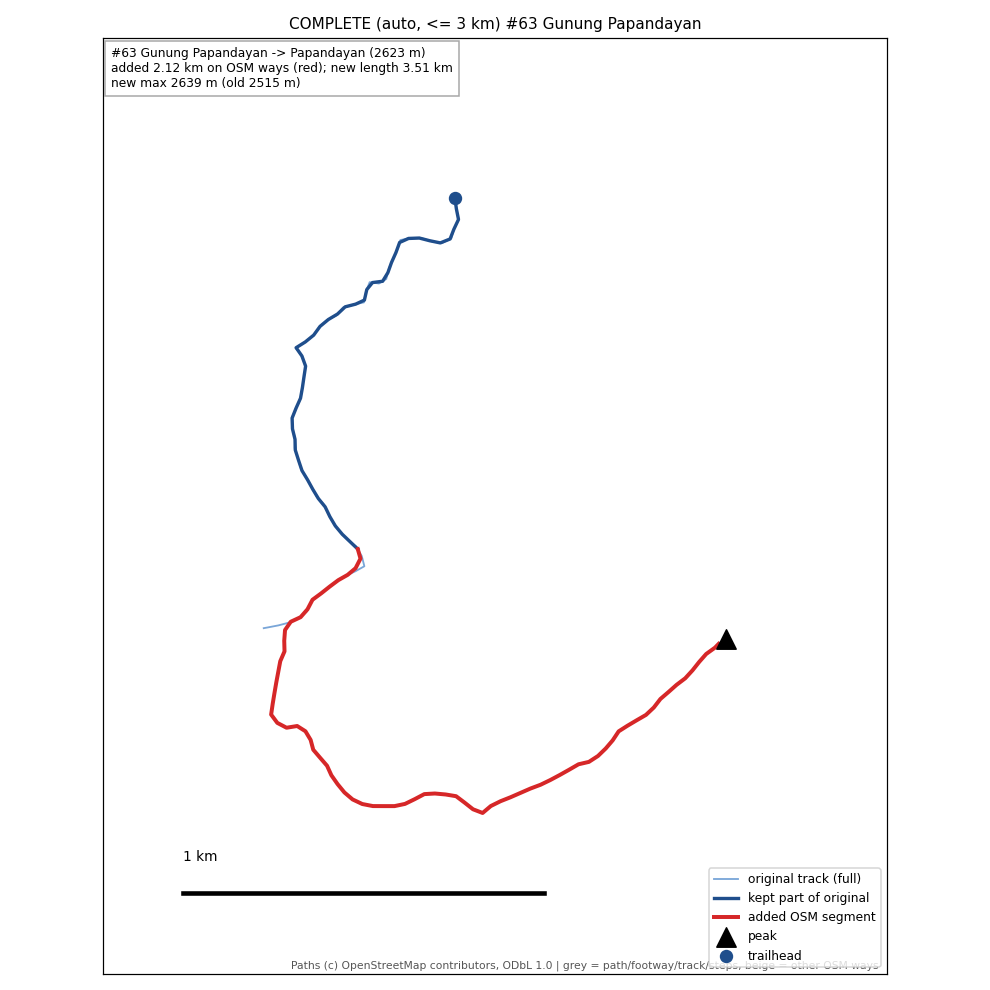 COMPLETE (auto, <= 3 km) #63 Gunung Papandayan
#63 Gunung Papandayan -> Papandayan (2623 m)
added 2.12 km on OSM ways (red); new length 3.51 km
new max 2639 m (old 2515 m)
1 km
original track (full)
kept part of original
added OSM segment
peak
trailhead
Paths (c) OpenStreetMap contributors, ODbL 1.0 | grey = path/footway/track/steps, beige = other OSM ways